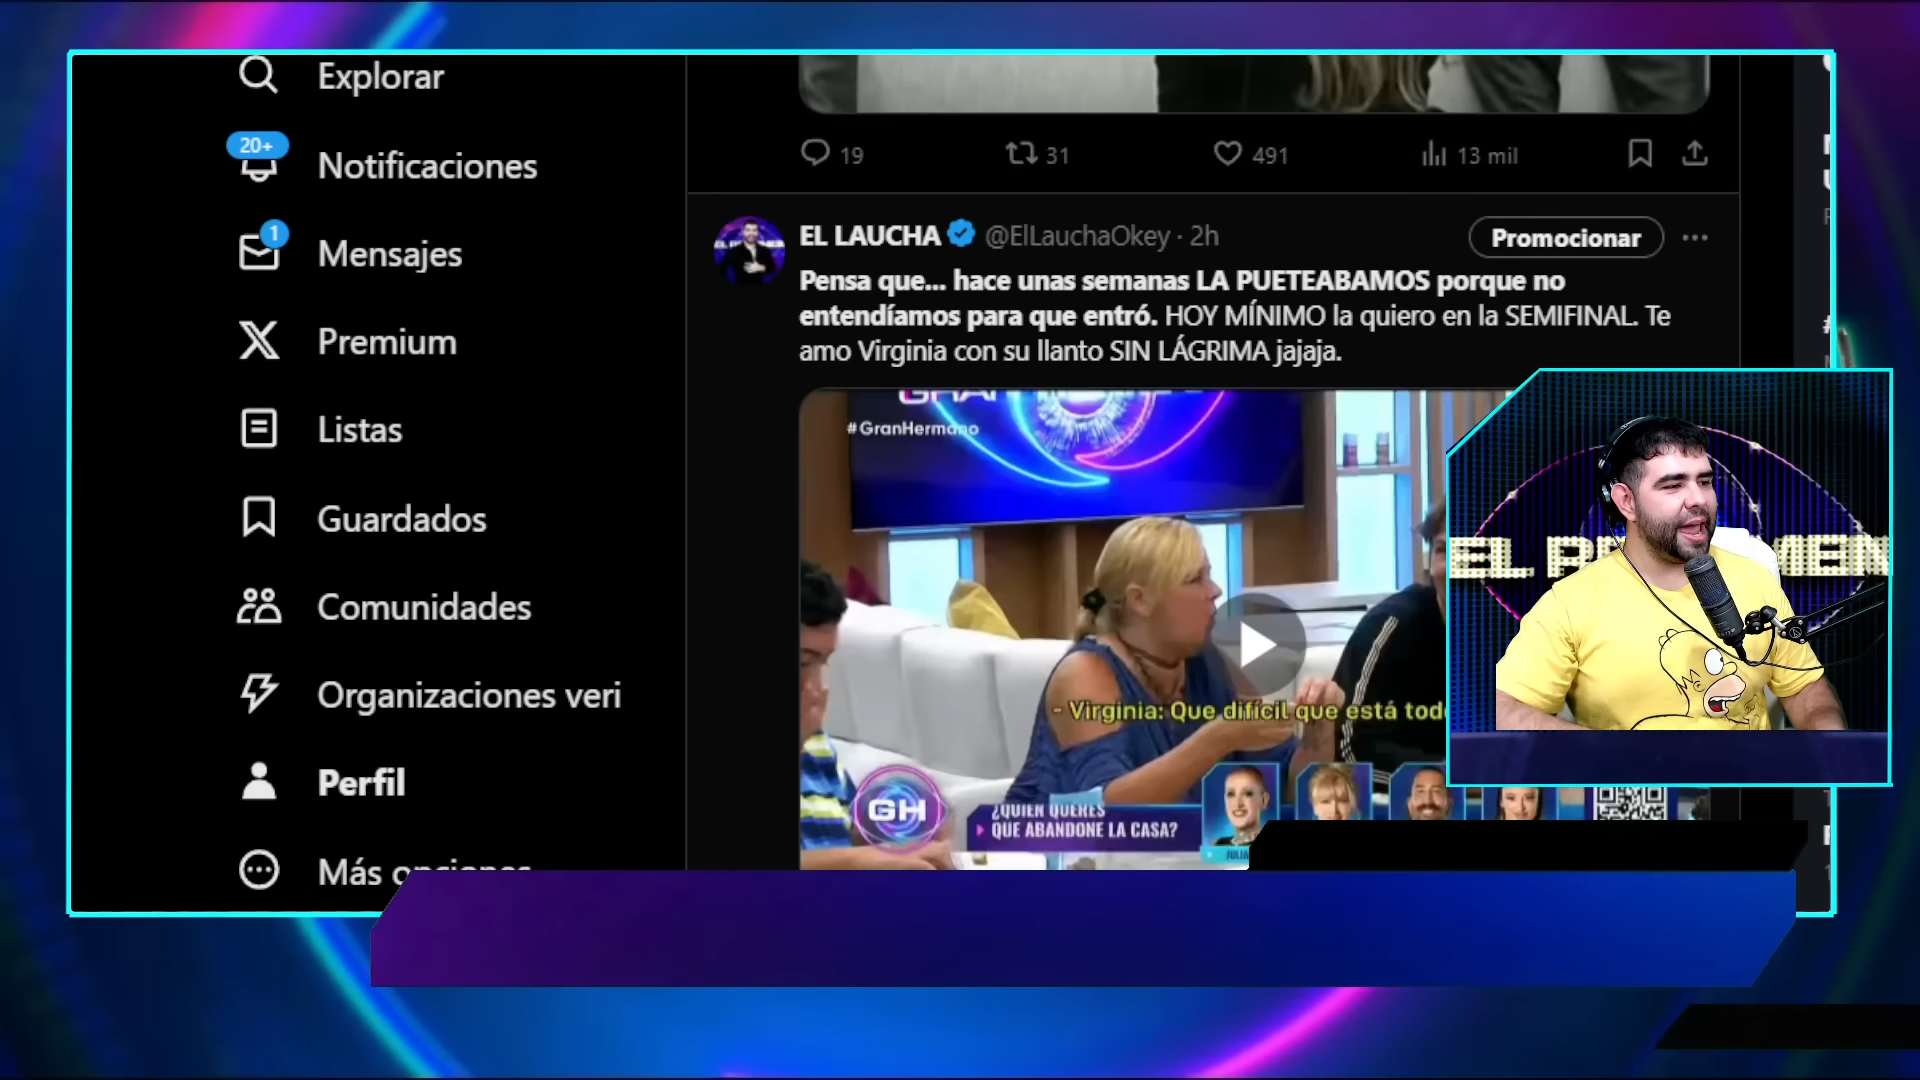 Explorar
20+
Notificaciones
1
Mensajes
Premium
Listas
Guardados
Comunidades
Organizaciones veri
Perfil
Más opciones
19
31
491
13 mil
EL LAUCHA @ElLauchaOkey · 2h
Promocionar
Pensa que... hace unas semanas LA PUETEABAMOS porque no
entendíamos para que entró. HOY MÍNIMO la quiero en la SEMIFINAL. Te
amo Virginia con su llanto SIN LÁGRIMA jajaja.
#GranHermano
- Virginia: Que difícil que está tod
GH
¿QUIEN QUERES
QUE ABANDONE LA CASA?
EL